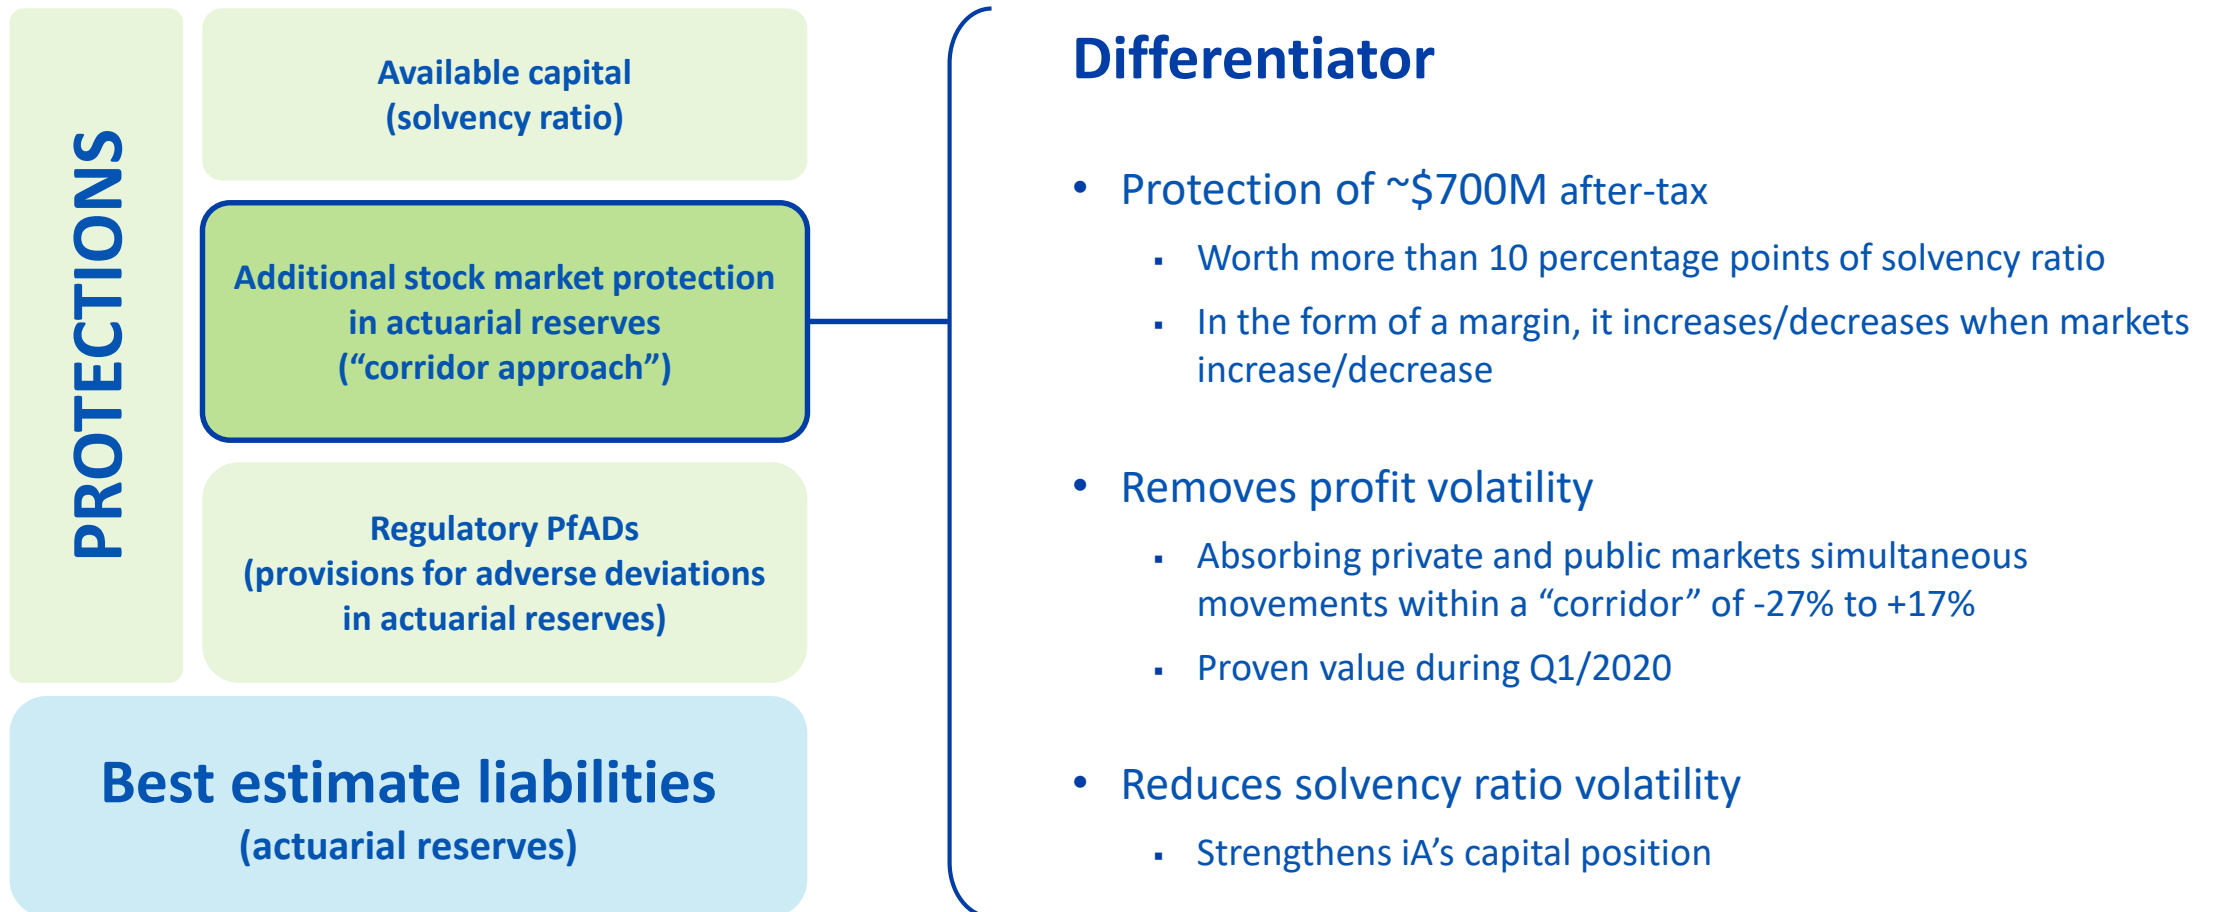 PROTECTIONS
Available capital
(solvency ratio)
Additional stock market protection
in actuarial reserves
(“corridor approach”)
Regulatory PfADs
(provisions for adverse deviations
in actuarial reserves)
Best estimate liabilities
(actuarial reserves)
Differentiator
• Protection of ~$700M after-tax
▪ Worth more than 10 percentage points of solvency ratio
▪ In the form of a margin, it increases/decreases when markets
increase/decrease
• Removes profit volatility
▪ Absorbing private and public markets simultaneous
movements within a “corridor” of -27% to +17%
▪ Proven value during Q1/2020
• Reduces solvency ratio volatility
▪ Strengthens iA’s capital position